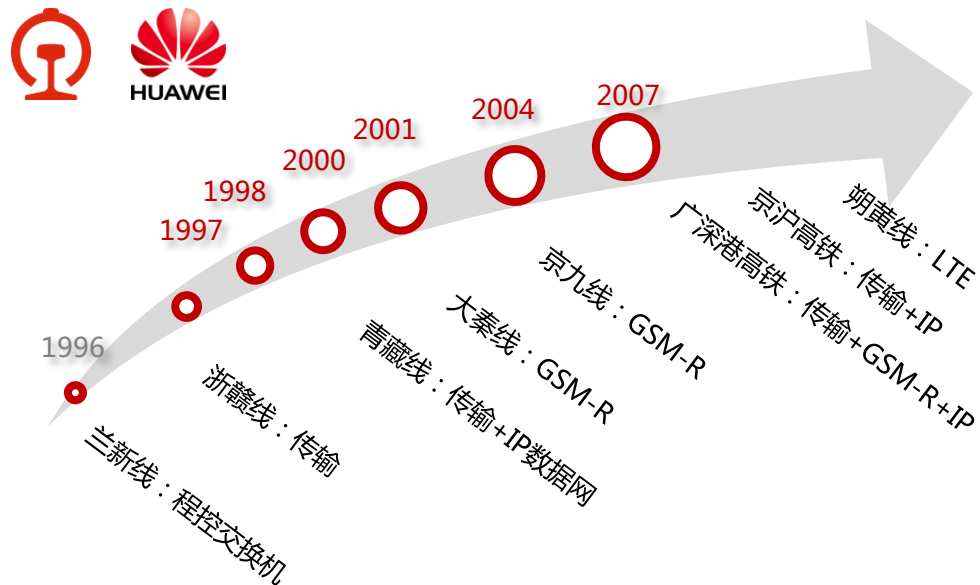 HUAWEI
1996
1997
1998
2000
2001
2004
2007
兰新线：程控交换机
浙赣线：传输
青藏线：传输+IP数据网
大秦线：GSM-R
京九线：GSM-R
广深港高铁：传输+GSM-R+IP
京沪高铁：传输+IP
朔黄线：LTE